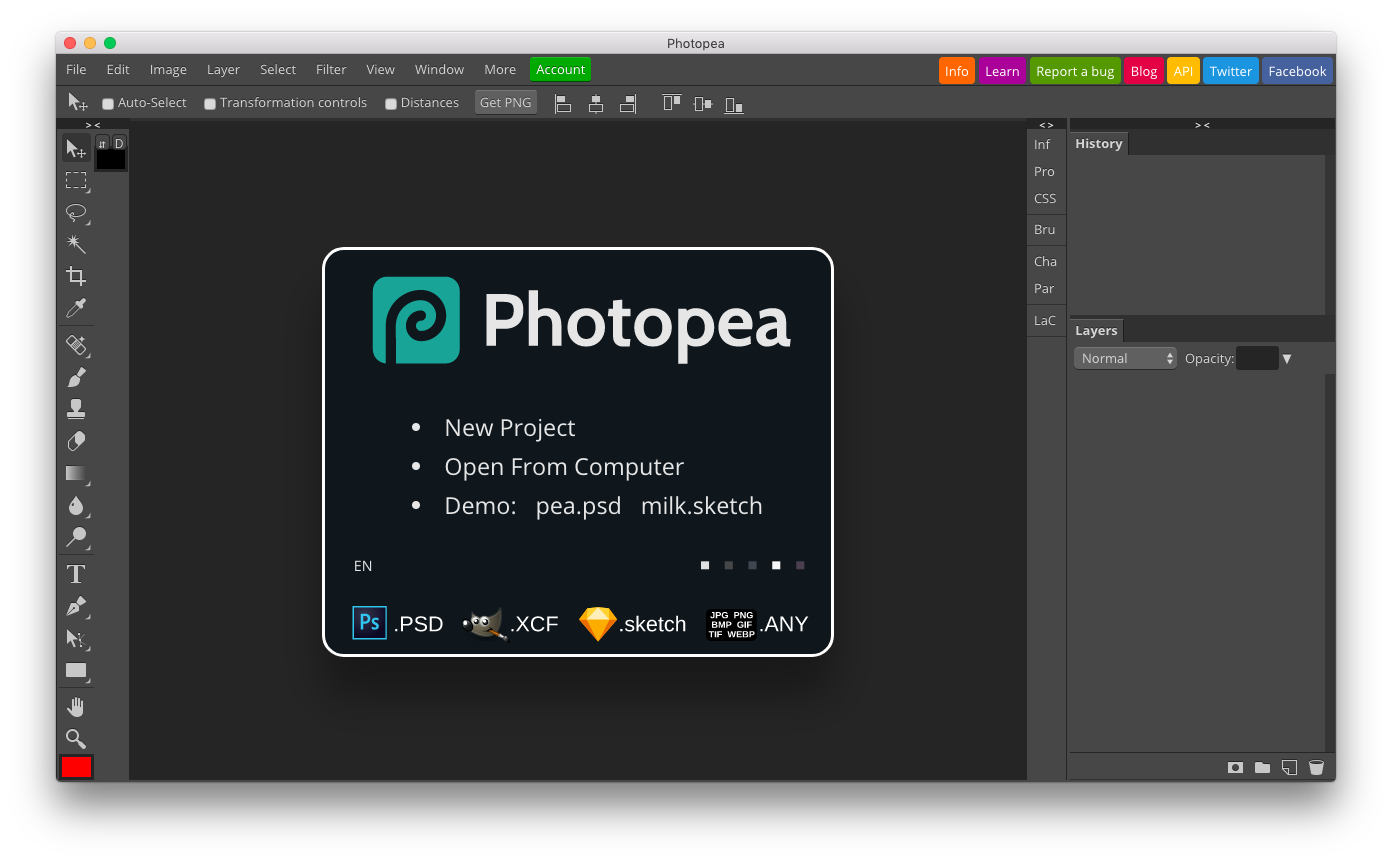 Photopea
File Edit Image Layer Select Filter View Window More Account Info Learn Report a bug Blog API Twitter Facebook
Auto-Select Transformation controls Distances Get PNG
> < < > > <
D
Inf
Pro
CSS
Bru
Cha
Par
LaC
History
Layers
Normal Opacity:
Photopea
New Project
Open From Computer
Demo: pea.psd milk.sketch
EN
Ps .PSD .XCF .sketch JPG PNG
BMP GIF
TIF WEBP .ANY
T